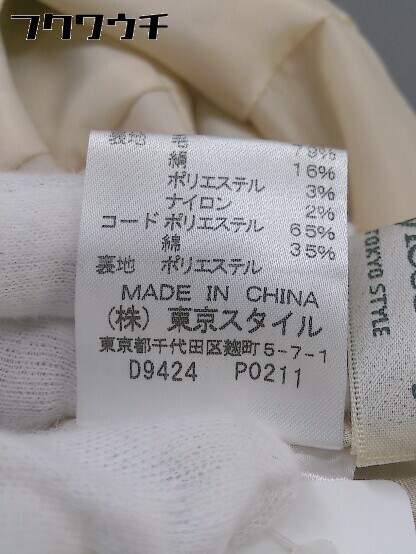 フクワウチ
表地 毛 79%
絹 16%
ポリエステル 3%
ナイロン 2%
コード ポリエステル 65%
綿 35%
裏地 ポリエステル
MADE IN CHINA
(株) 東京スタイル
東京都千代田区麹町5-7-1
D9424 P0211
TOKYO STYLE